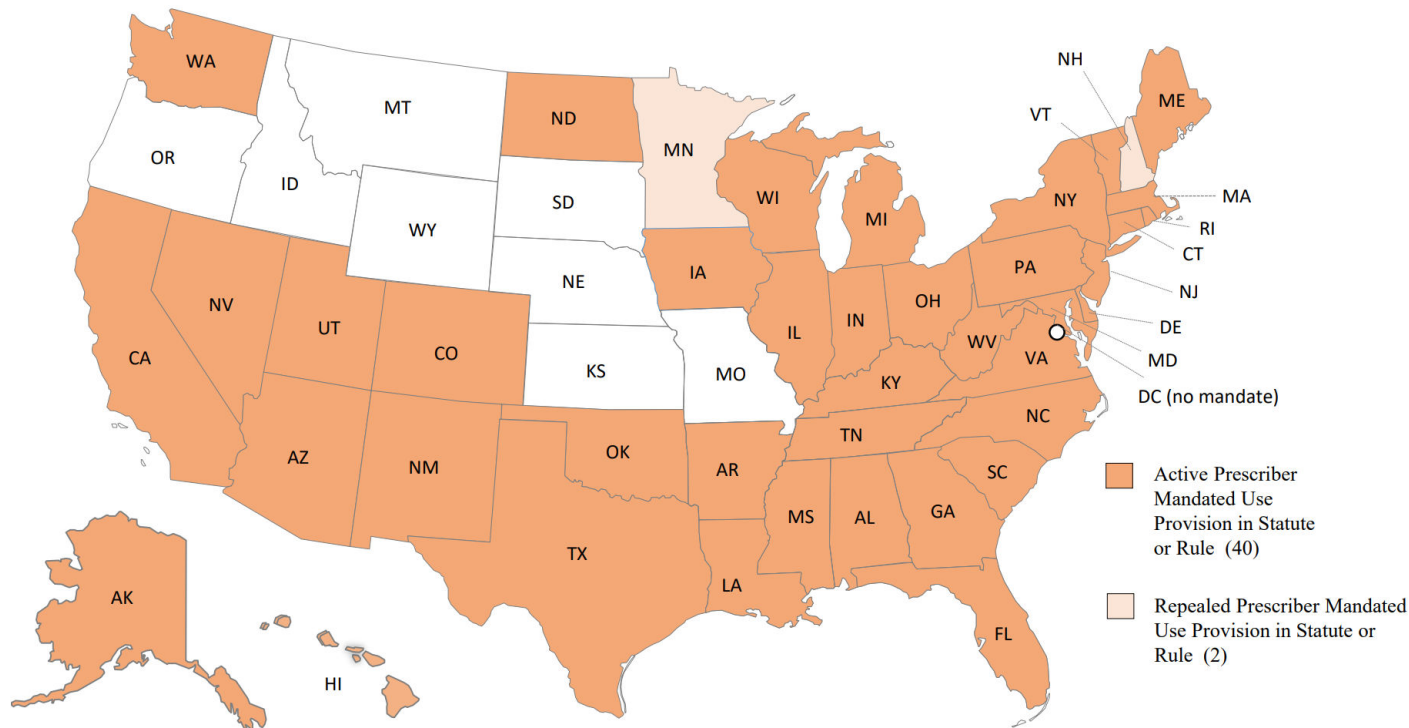 WA
MT
ND
MN
NH
ME
VT
OR
ID
SD
WI
MI
NY
MA
WY
RI
CT
IA
PA
NE
NJ
NV
UT
OH
IL
IN
DE
CA
CO
WV
VA
MD
KS
MO
KY
DC (no mandate)
NC
TN
AZ
NM
OK
AR
SC
MS
AL
GA
TX
LA
AK
FL
HI
Active Prescriber
Mandated Use
Provision in Statute
or Rule (40)
Repealed Prescriber Mandated
Use Provision in Statute or
Rule (2)